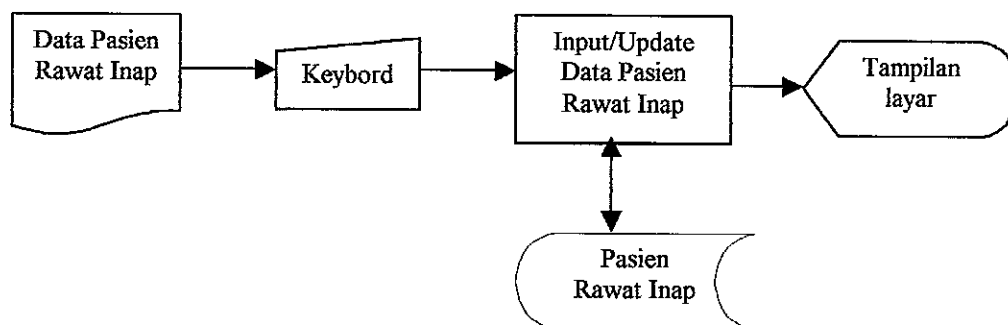 Data Pasien
Rawat Inap
Keybord
Input/Update
Data Pasien
Rawat Inap
Tampilan
layar
Pasien
Rawat Inap